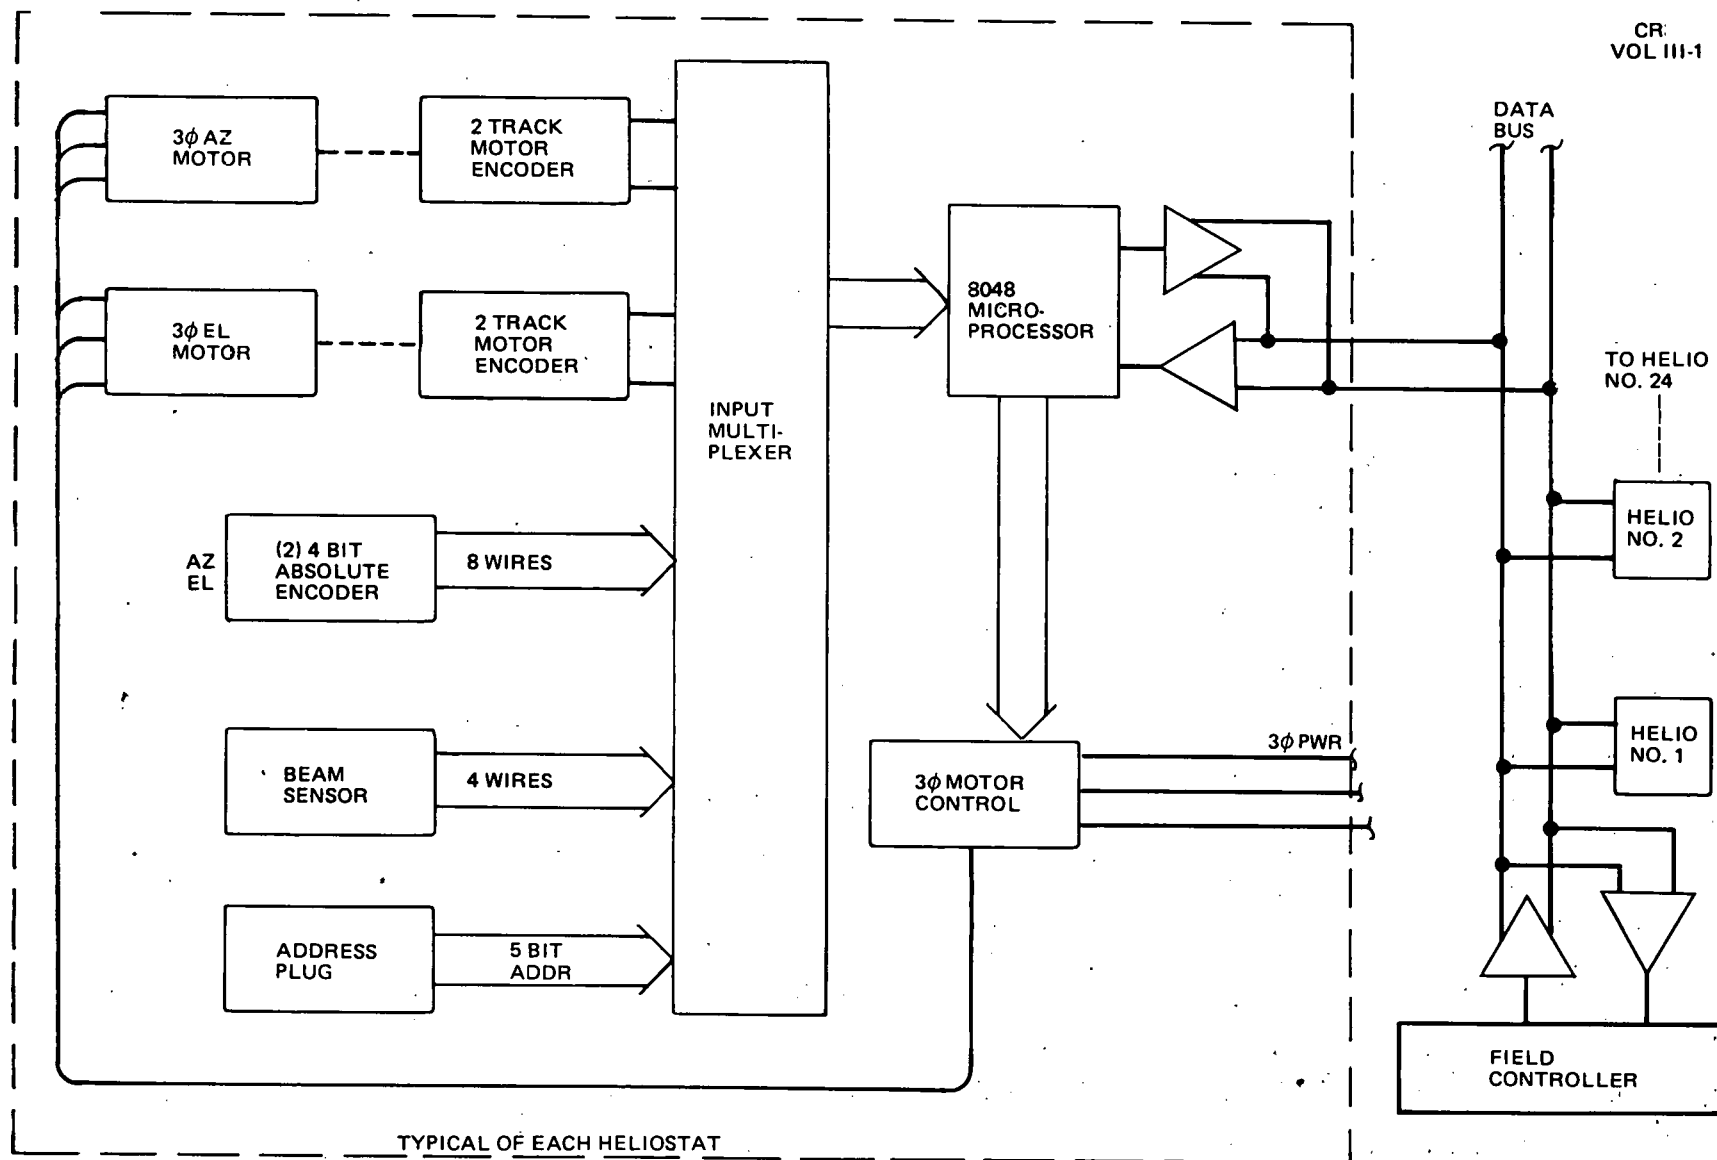 CR:
VOL III-1
DATA
BUS
3ϕ AZ
MOTOR
2 TRACK
MOTOR
ENCODER
3ϕ EL
MOTOR
2 TRACK
MOTOR
ENCODER
INPUT
MULTI-
PLEXER
8048
MICRO-
PROCESSOR
TO HELIO
NO. 24
HELIO
NO. 2
AZ
EL
(2) 4 BIT
ABSOLUTE
ENCODER
8 WIRES
BEAM
SENSOR
4 WIRES
3ϕ MOTOR
CONTROL
3ϕ PWR
HELIO
NO. 1
ADDRESS
PLUG
5 BIT
ADDR
FIELD
CONTROLLER
TYPICAL OF EACH HELIOSTAT